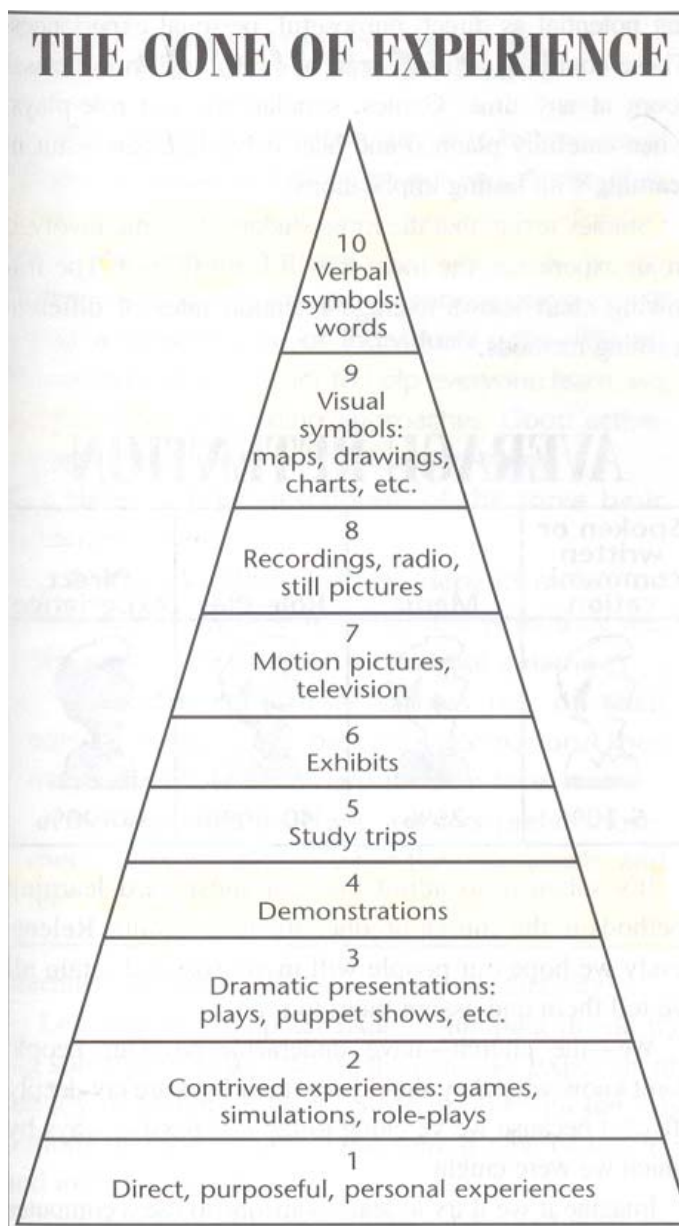 THE CONE OF EXPERIENCE
10
Verbal
symbols:
words
9
Visual
symbols:
maps, drawings,
charts, etc.
8
Recordings, radio,
still pictures
7
Motion pictures,
television
6
Exhibits
5
Study trips
4
Demonstrations
3
Dramatic presentations:
plays, puppet shows, etc.
2
Contrived experiences: games,
simulations, role-plays
1
Direct, purposeful, personal experiences